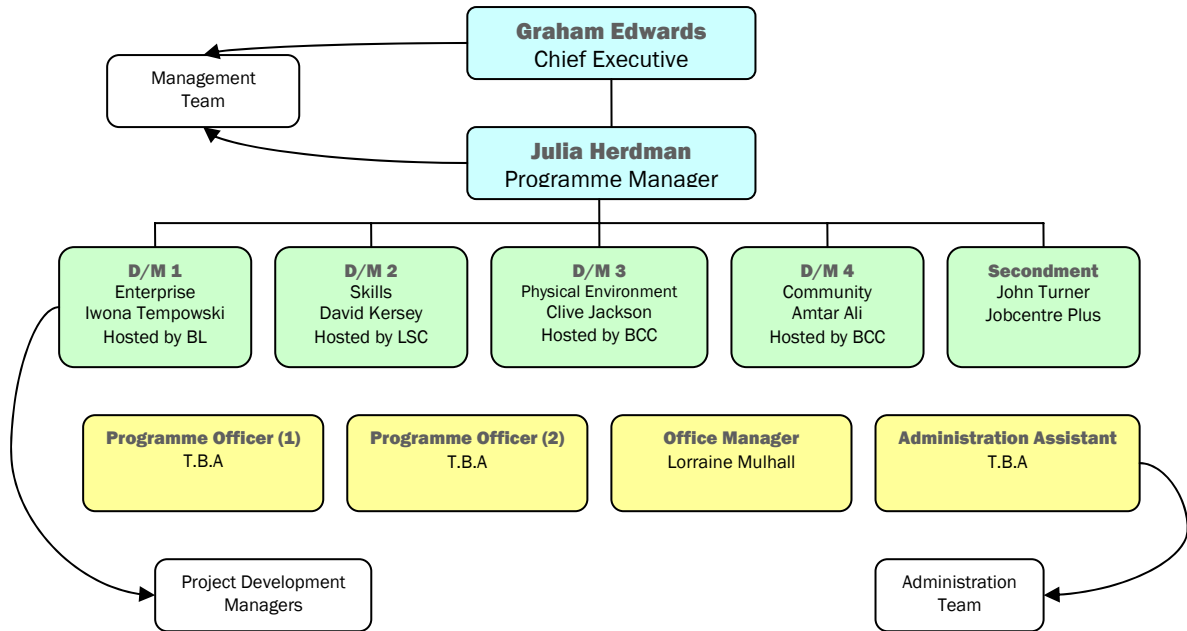 Graham Edwards
Chief Executive
Management
Team
Julia Herdman
Programme Manager
D/M 1
Enterprise
Iwona Tempowski
Hosted by BL
D/M 2
Skills
David Kersey
Hosted by LSC
D/M 3
Physical Environment
Clive Jackson
Hosted by BCC
D/M 4
Community
Amtar Ali
Hosted by BCC
Secondment
John Turner
Jobcentre Plus
Programme Officer (1)
T.B.A
Programme Officer (2)
T.B.A
Office Manager
Lorraine Mulhall
Administration Assistant
T.B.A
Project Development
Managers
Administration
Team